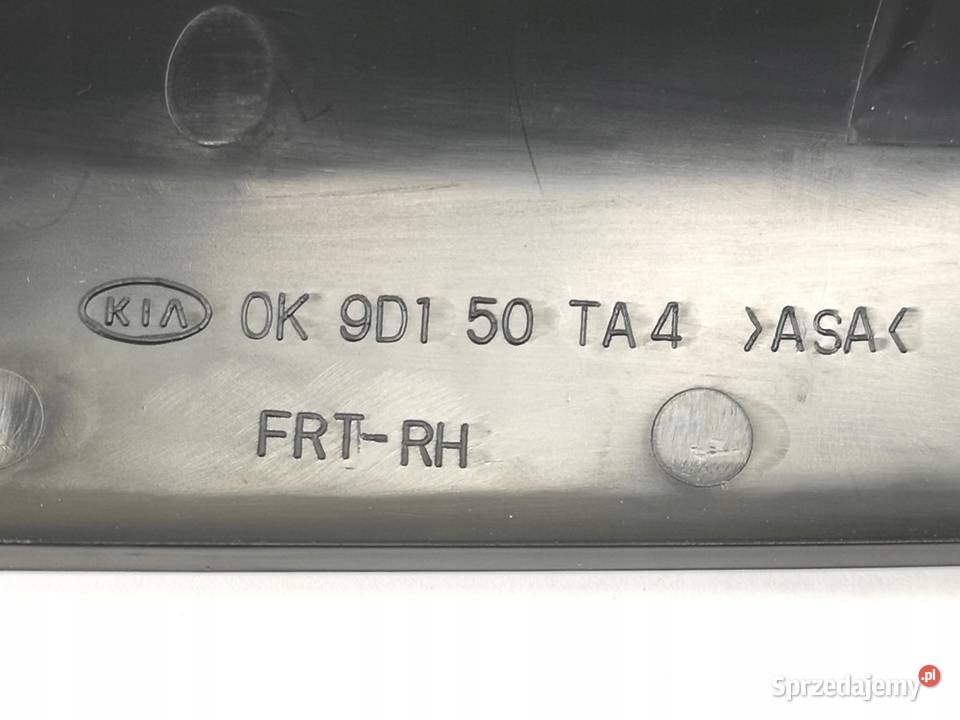 KIA 0K 9D1 50 TA4 >ASA<
FRT-RH
Sprzedajemy.pl